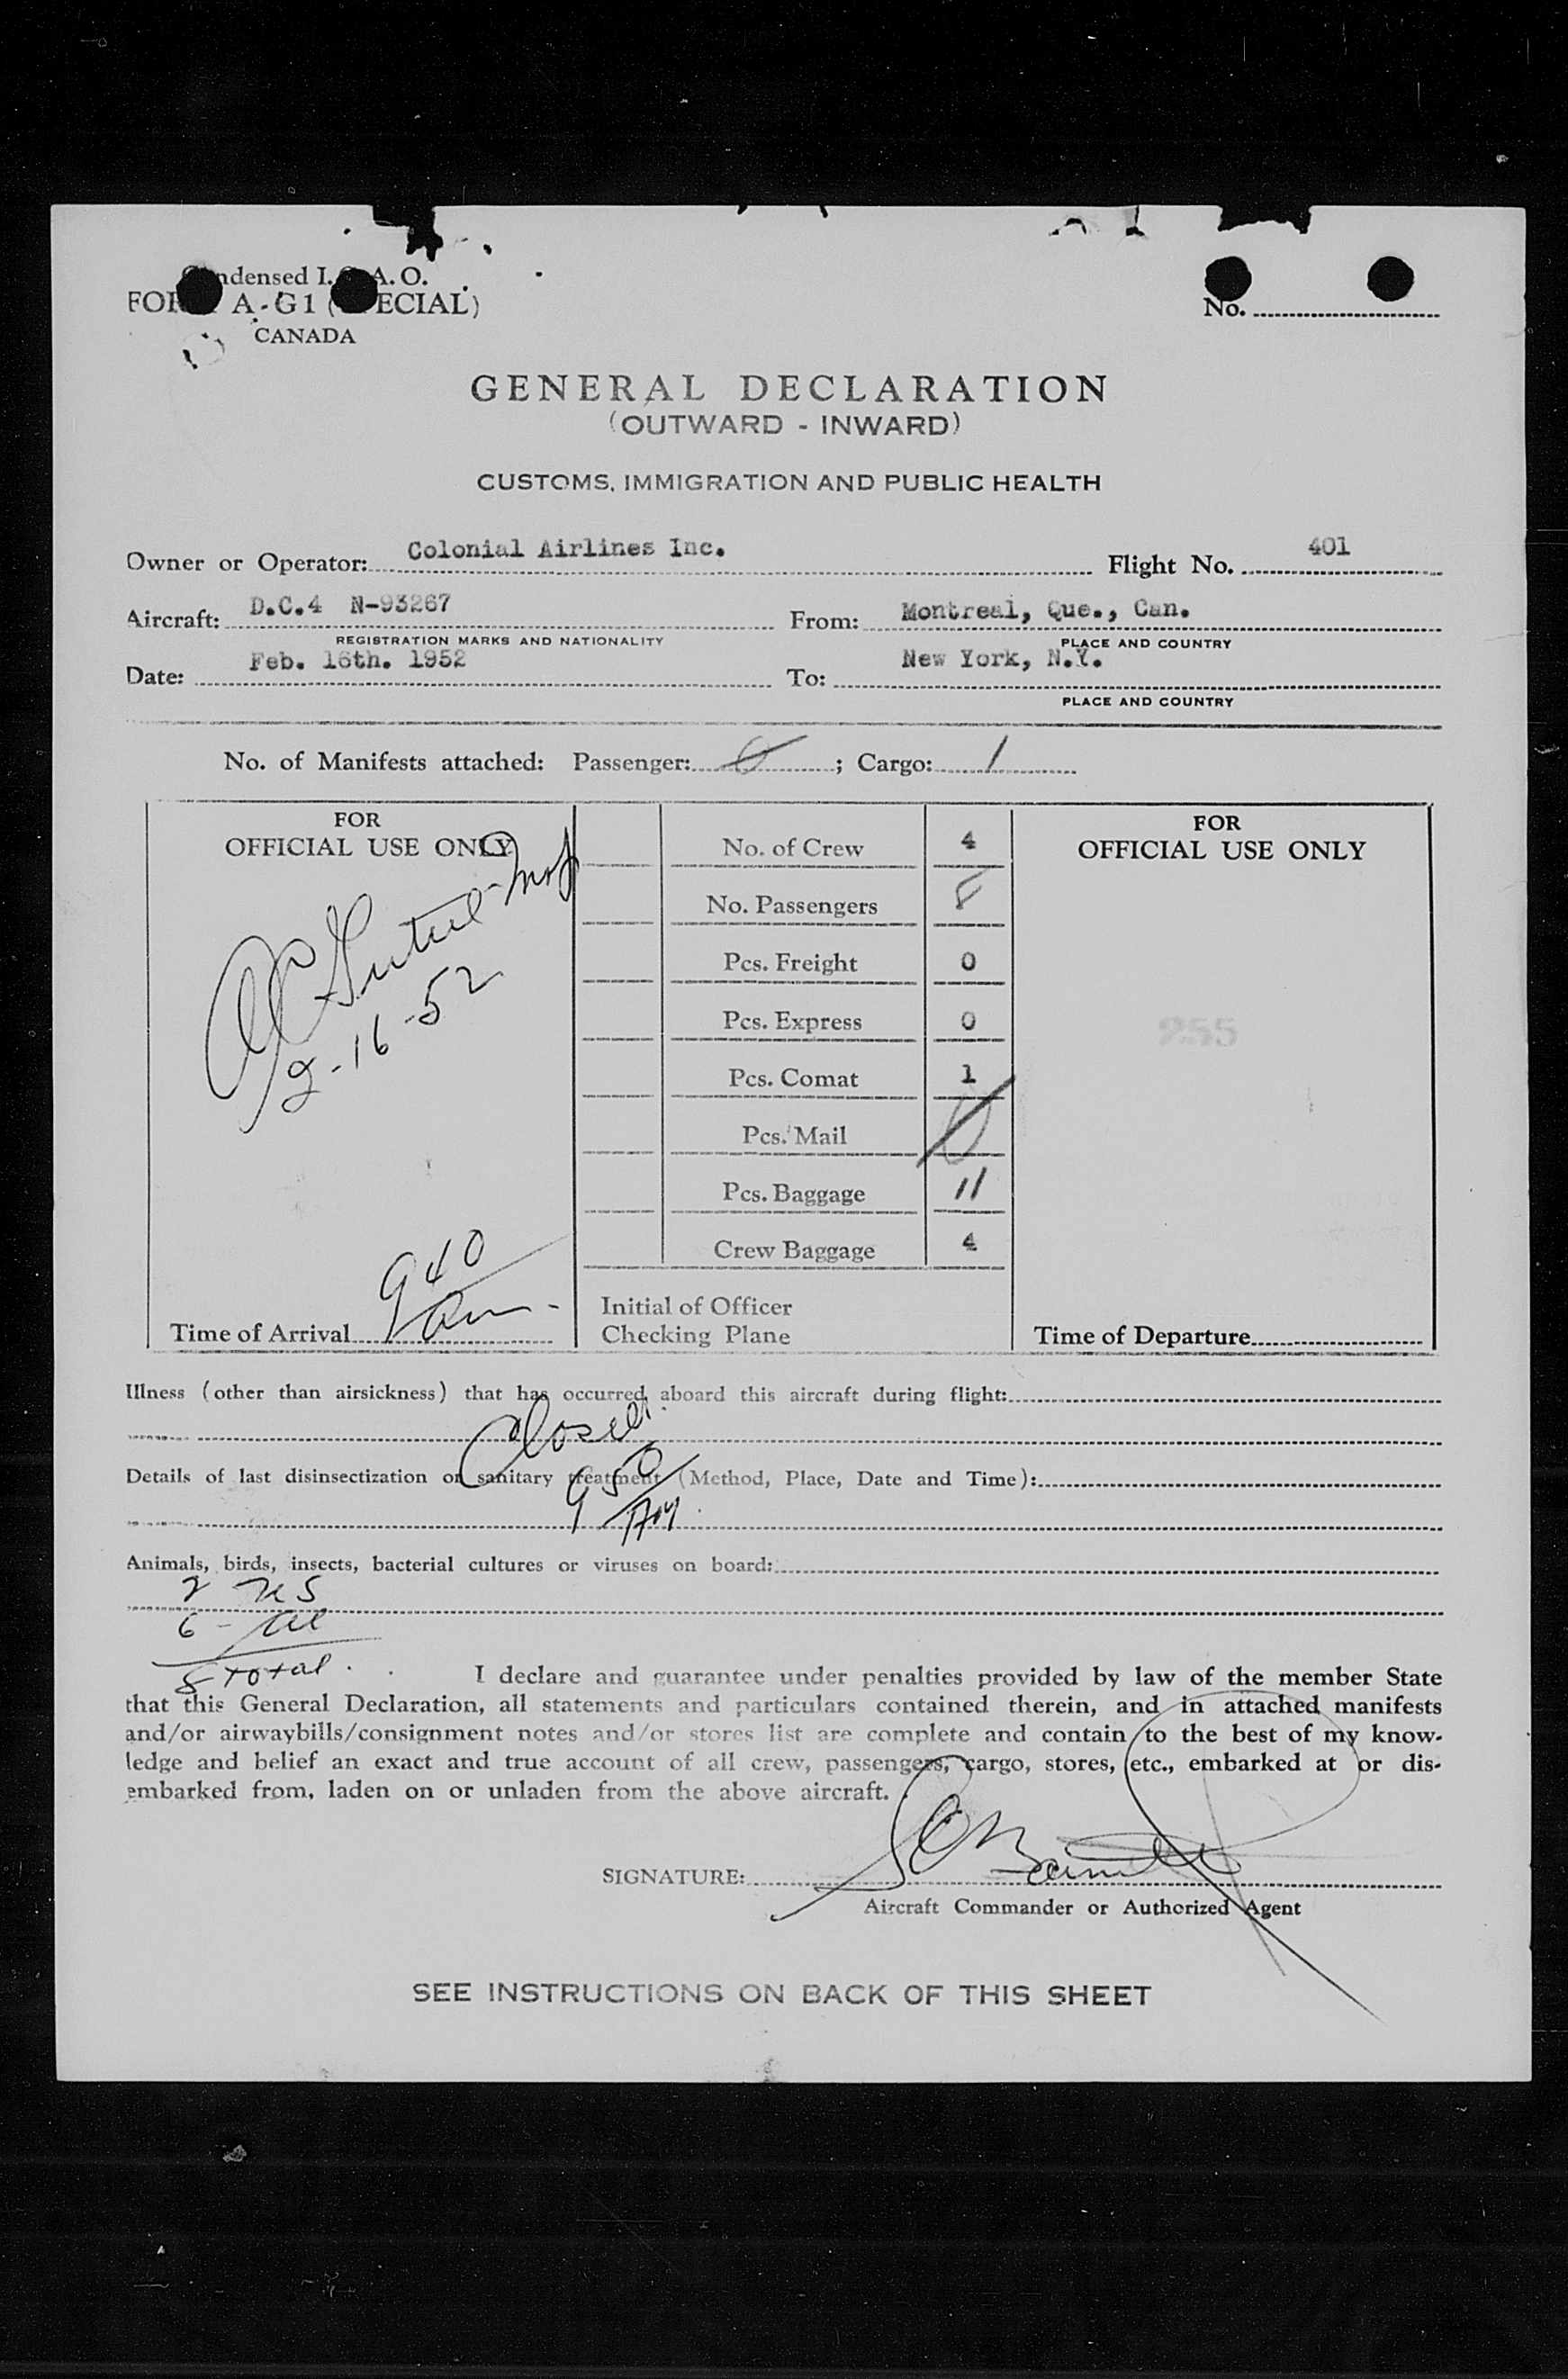 Condensed I.C.A.O.
FORM A-G1 (SPECIAL)
CANADA
No.
GENERAL DECLARATION
(OUTWARD - INWARD)
CUSTOMS, IMMIGRATION AND PUBLIC HEALTH
Owner or Operator: Colonial Airlines Inc. Flight No. 401
Aircraft: D.C.4 N-93267 From: Montreal, Que., Can.
REGISTRATION MARKS AND NATIONALITY PLACE AND COUNTRY
Date: Feb. 16th. 1952 To: New York, N.Y.
PLACE AND COUNTRY
No. of Manifests attached: Passenger: 0; Cargo: 1
FOR
OFFICIAL USE ONLY
2-16-52
940
am
Time of Arrival
No. of Crew 4
No. Passengers 8
Pcs. Freight 0
Pcs. Express 0
Pcs. Comat 1
Pcs. Mail 0
Pcs. Baggage 11
Crew Baggage 4
Initial of Officer
Checking Plane
FOR
OFFICIAL USE ONLY
255
Time of Departure
Illness (other than airsickness) that has occurred aboard this aircraft during flight:
Closed
Details of last disinsectization or sanitary treatment (Method, Place, Date and Time):
950
AM
Animals, birds, insects, bacterial cultures or viruses on board:
2 US
6 - al
8 total.
I declare and guarantee under penalties provided by law of the member State
that this General Declaration, all statements and particulars contained therein, and in attached manifests
and/or airwaybills/consignment notes and/or stores list are complete and contain to the best of my know-
ledge and belief an exact and true account of all crew, passengers, cargo, stores, etc., embarked at or dis-
embarked from, laden on or unladen from the above aircraft.
SIGNATURE:
Aircraft Commander or Authorized Agent
SEE INSTRUCTIONS ON BACK OF THIS SHEET